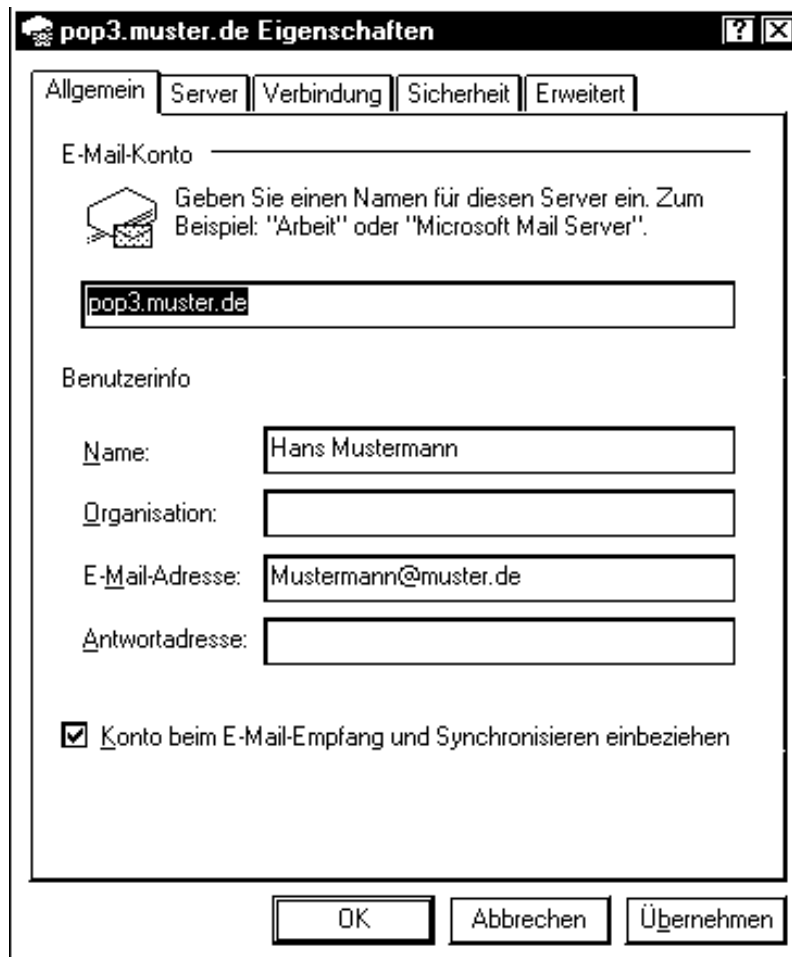 pop3.muster.de Eigenschaften
Allgemein Server Verbindung Sicherheit Erweitert
E-Mail-Konto
Geben Sie einen Namen für diesen Server ein. Zum
Beispiel: "Arbeit" oder "Microsoft Mail Server".
pop3.muster.de
Benutzerinfo
Name: Hans Mustermann
Organisation:
E-Mail-Adresse: Mustermann@muster.de
Antwortadresse:
Konto beim E-Mail-Empfang und Synchronisieren einbeziehen
OK Abbrechen Übernehmen